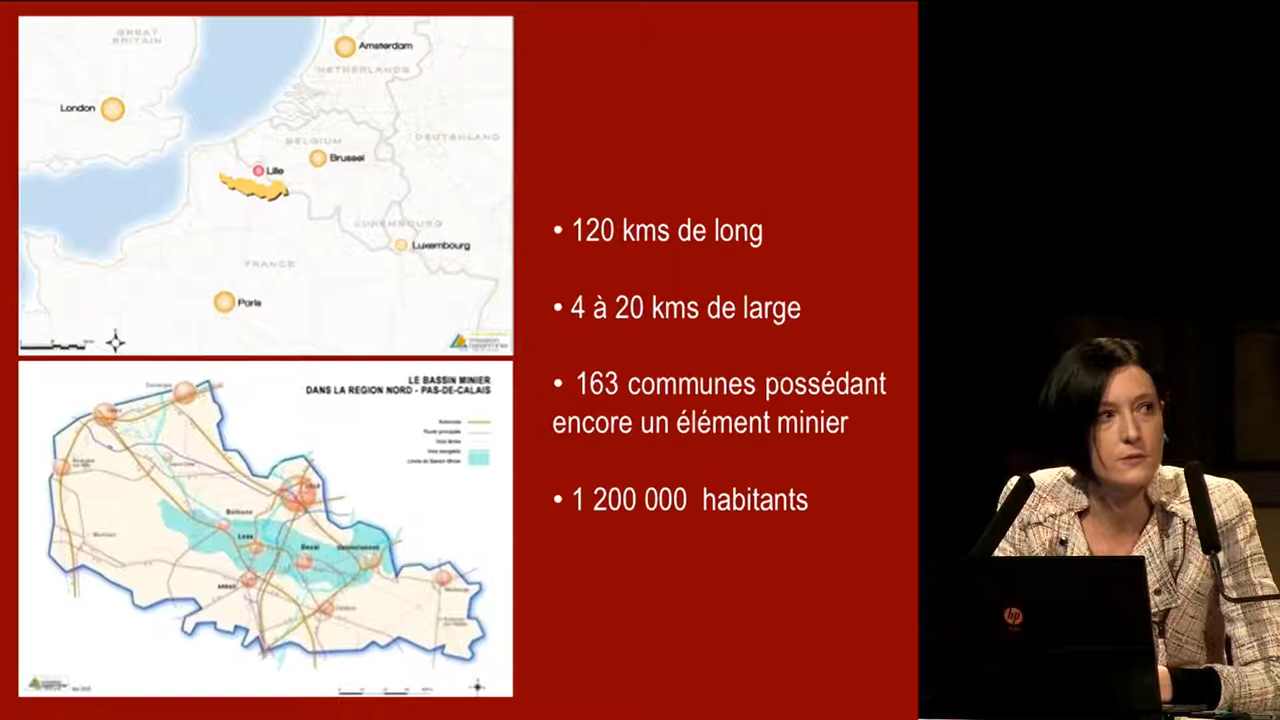 GREAT
BRITAIN
Amsterdam
NETHERLANDS
London
DEUTSHLAND
BELGIUM
Brussel
Lille
LUXEMBOURG
Luxembourg
FRANCE
Paris
• 120 kms de long
• 4 à 20 kms de large
• 163 communes possédant
encore un élément minier
• 1 200 000 habitants
LE BASSIN MINIER
DANS LA REGION NORD - PAS-DE-CALAIS
LILLE
Béthune
Lens
Douai
Valenciennes
ARRAS
hp